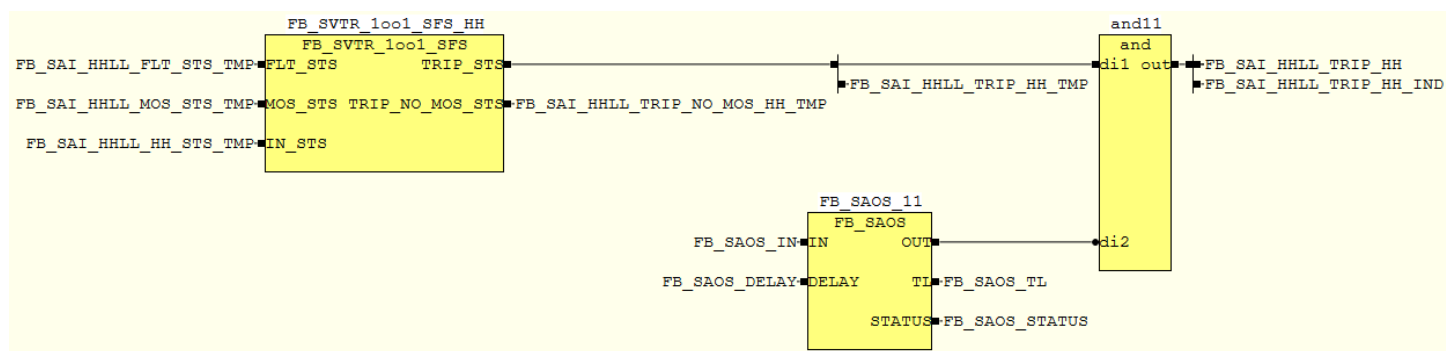 FB_SVTR_1oo1_SFS_HH
and11
FB_SVTR_1oo1_SFS
and
FB_SAI_HHLL_FLT_STS_TMP FLT_STS TRIP_STS di1 out FB_SAI_HHLL_TRIP_HH
FB_SAI_HHLL_TRIP_HH_TMP FB_SAI_HHLL_TRIP_HH_IND
FB_SAI_HHLL_MOS_STS_TMP MOS_STS TRIP_NO_MOS_STS FB_SAI_HHLL_TRIP_NO_MOS_HH_TMP
FB_SAI_HHLL_HH_STS_TMP IN_STS
FB_SAOS_11
FB_SAOS
FB_SAOS_IN IN OUT di2
FB_SAOS_DELAY DELAY TL FB_SAOS_TL
STATUS FB_SAOS_STATUS